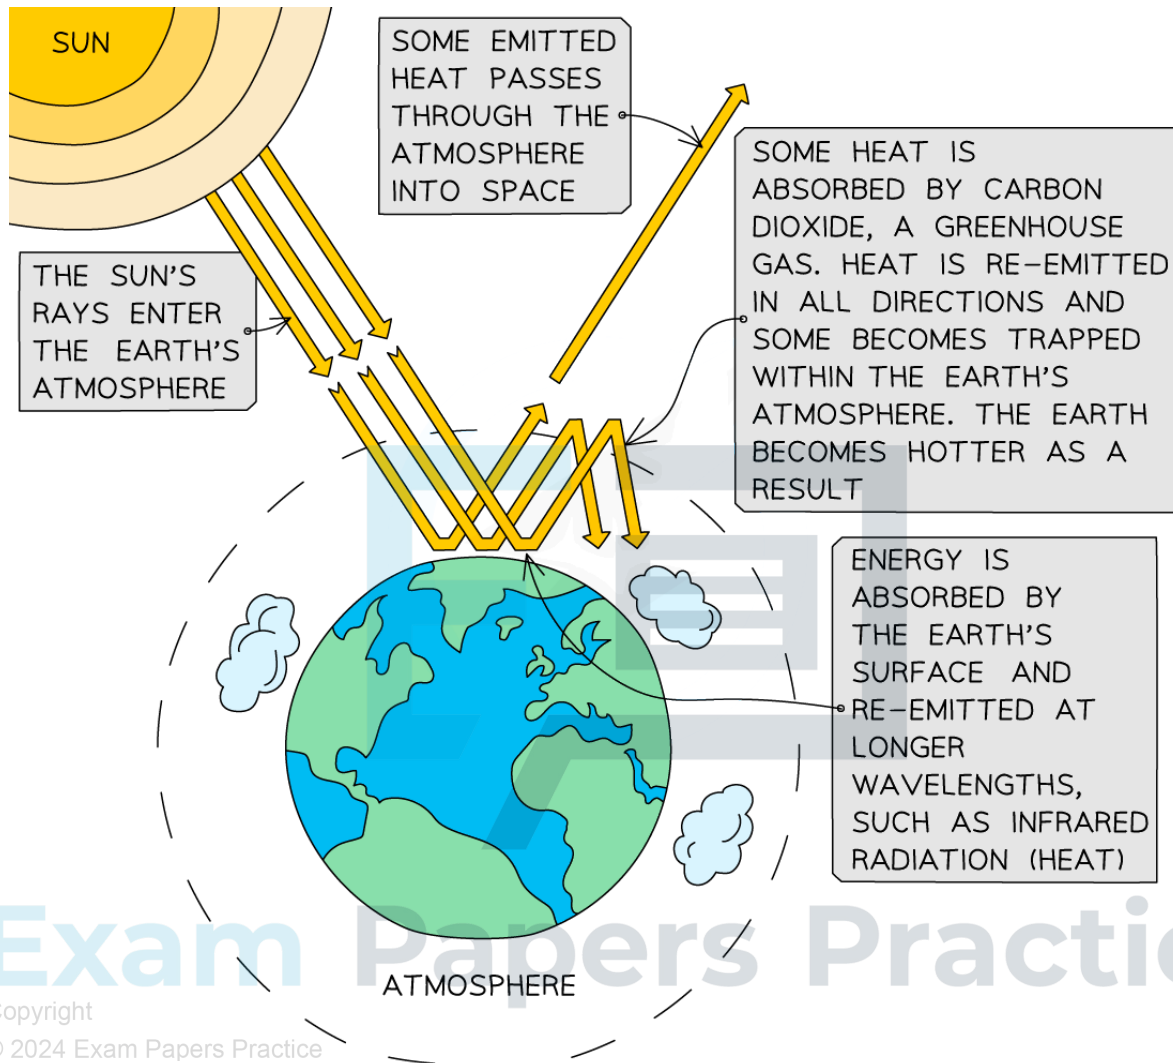 SUN
SOME EMITTED
HEAT PASSES
THROUGH THE
ATMOSPHERE
INTO SPACE
SOME HEAT IS
ABSORBED BY CARBON
DIOXIDE, A GREENHOUSE
GAS. HEAT IS RE-EMITTED
IN ALL DIRECTIONS AND
SOME BECOMES TRAPPED
WITHIN THE EARTH'S
ATMOSPHERE. THE EARTH
BECOMES HOTTER AS A
RESULT
THE SUN'S
RAYS ENTER
THE EARTH'S
ATMOSPHERE
ENERGY IS
ABSORBED BY
THE EARTH'S
SURFACE AND
RE-EMITTED AT
LONGER
WAVELENGTHS,
SUCH AS INFRARED
RADIATION (HEAT)
Exam Papers Practic
ATMOSPHERE
Copyright
© 2024 Exam Papers Practice